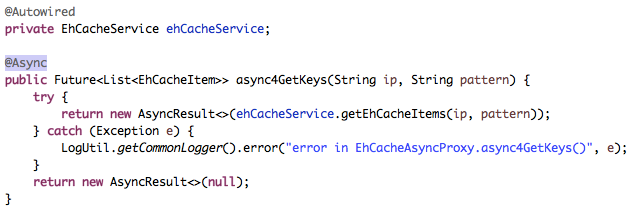 @Autowired
private EhCacheService ehCacheService;
@Async
public Future<List<EhCacheItem>> async4GetKeys(String ip, String pattern) {
try {
return new AsyncResult<>(ehCacheService.getEhCacheItems(ip, pattern));
} catch (Exception e) {
LogUtil.getCommonLogger().error("error in EhCacheAsyncProxy.async4GetKeys()", e);
}
return new AsyncResult<>(null);
}